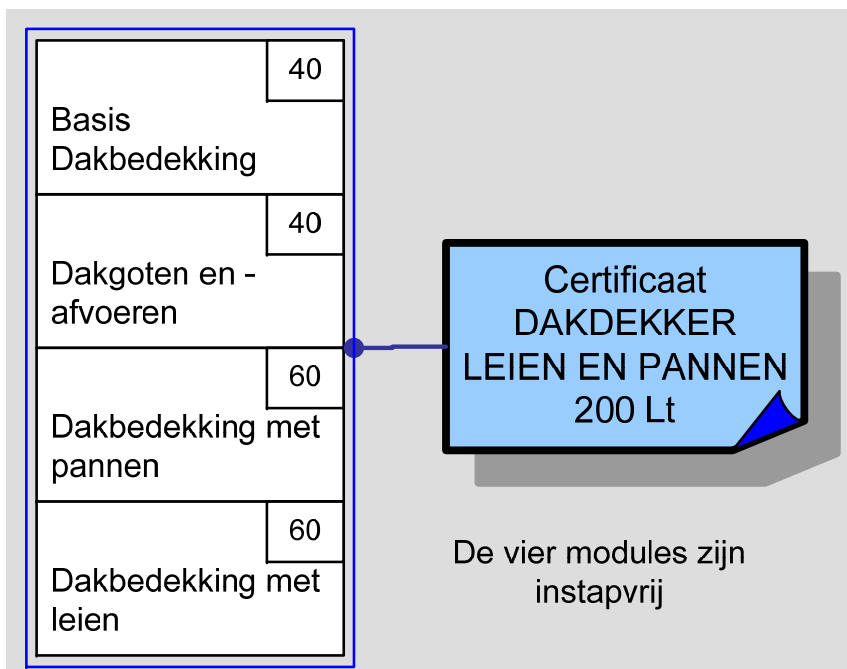 40
Basis
Dakbedekking
40
Dakgoten en -
afvoeren
60
Dakbedekking met
pannen
60
Dakbedekking met
leien
Certificaat
DAKDEKKER
LEIEN EN PANNEN
200 Lt
De vier modules zijn
instapvrij